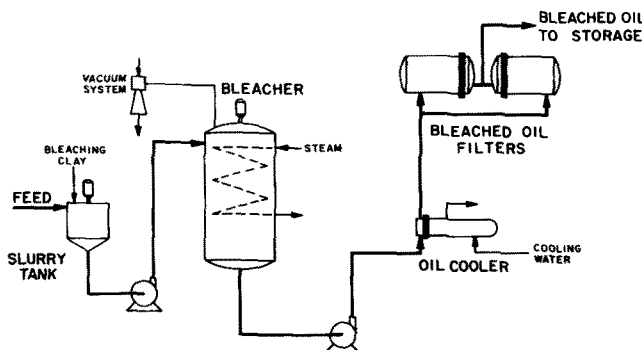 BLEACHED OIL
TO STORAGE
VACUUM
SYSTEM
BLEACHER
BLEACHED OIL
FILTERS
STEAM
BLEACHING
CLAY
FEED
SLURRY
TANK
OIL COOLER
COOLING
WATER